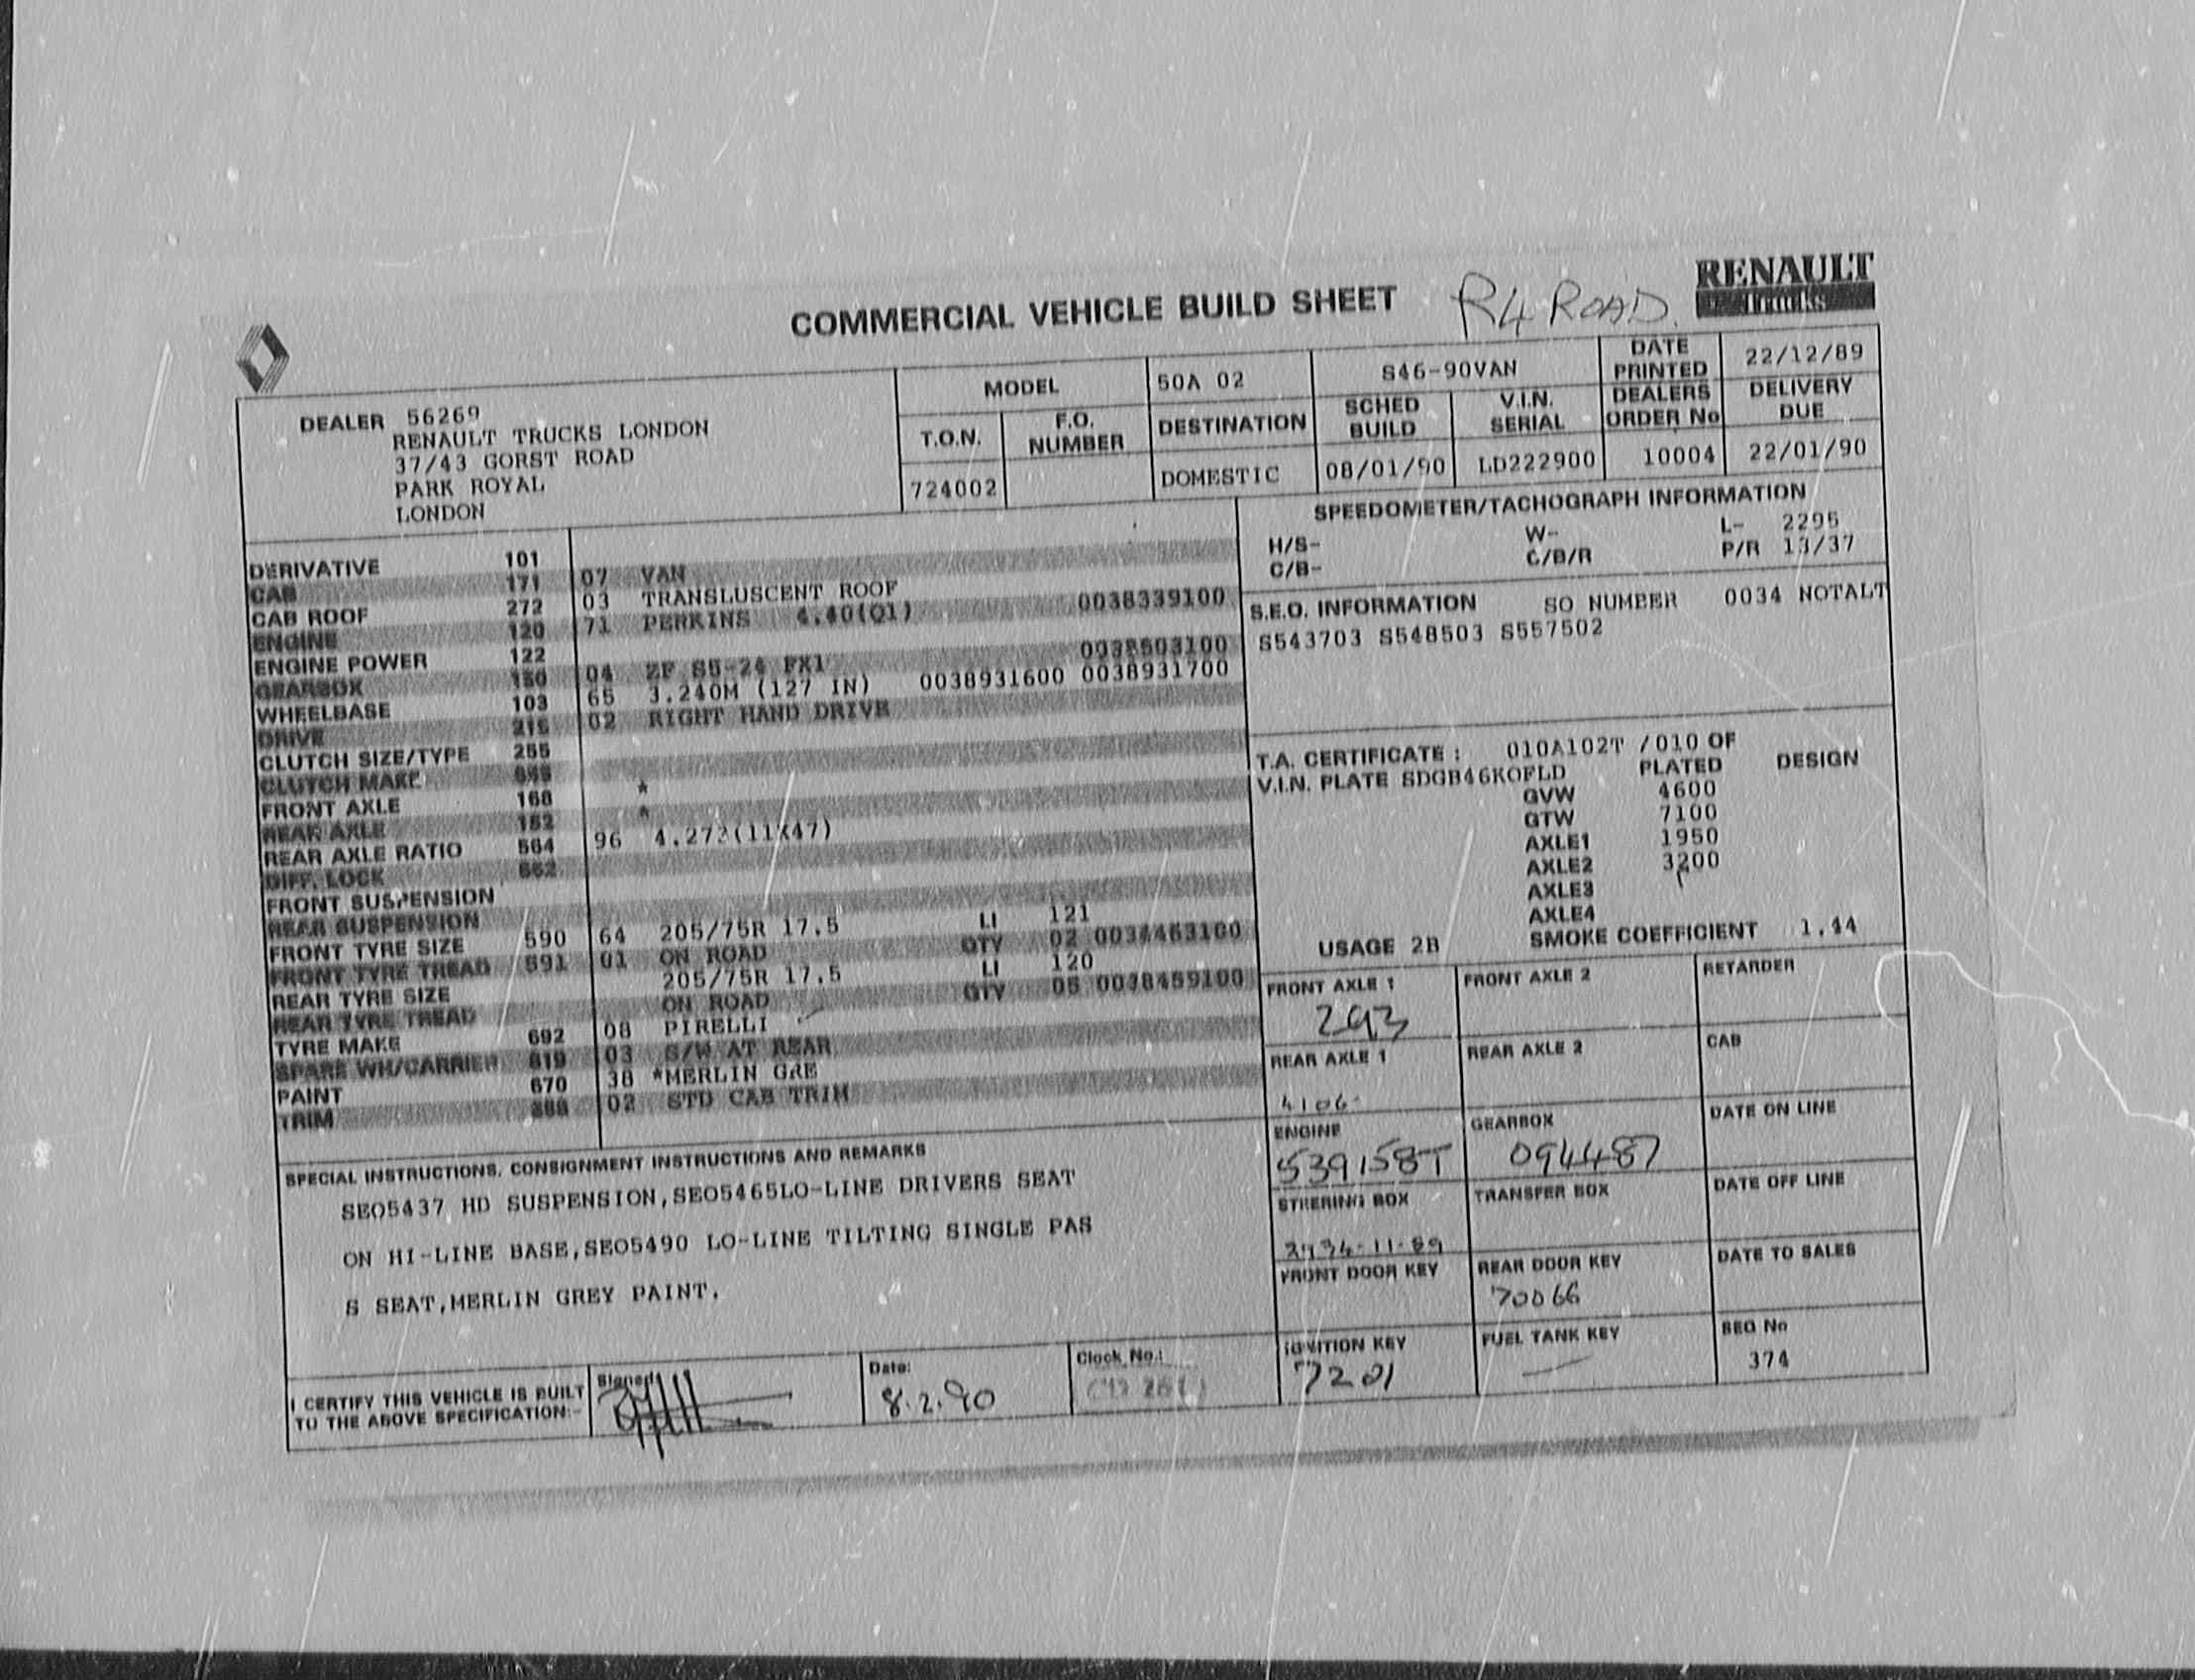 COMMERCIAL VEHICLE BUILD SHEET R4 ROAD. RENAULT Trucks
DEALER 56269
RENAULT TRUCKS LONDON
37/43 GORST ROAD
PARK ROYAL
LONDON
MODEL 50A 02 S46-90VAN DATE PRINTED 22/12/89
T.O.N. F.O. NUMBER DESTINATION SCHED BUILD V.I.N. SERIAL DEALERS ORDER No DELIVERY DUE
724002 DOMESTIC 08/01/90 LD222900 10004 22/01/90
DERIVATIVE 101
CAB 171 07 VAN
CAB ROOF 272 03 TRANSLUSCENT ROOF
ENGINE 120 71 PERKINS 4.40(Q1) 0038339100
ENGINE POWER 122
GEARBOX 150 04 ZF S5-24 FX1 0038503100
WHEELBASE 103 65 3.240M (127 IN) 0038931600 0038931700
DRIVE 215 02 RIGHT HAND DRIVE
CLUTCH SIZE/TYPE 255
CLUTCH MAKE
FRONT AXLE 168 *
REAR AXLE 152 *
REAR AXLE RATIO 564 96 4.272(11X47)
DIFF. LOCK 562
FRONT SUSPENSION
REAR SUSPENSION
FRONT TYRE SIZE 590 64 205/75R 17.5 LI 121
FRONT TYRE TREAD 591 01 ON ROAD QTY 02 0038463100
REAR TYRE SIZE 205/75R 17.5 LI 120
REAR TYRE TREAD ON ROAD QTY 05 0038459100
TYRE MAKE 692 08 PIRELLI
SPARE WH/CARRIER 619 03 S/W AT REAR
PAINT 670 38 *MERLIN GRE
TRIM 02 STD CAB TRIM
SPEEDOMETER/TACHOGRAPH INFORMATION
H/S- W- L- 2295
C/B- C/B/R P/R 13/37
S.E.O. INFORMATION SO NUMBER 0034 NOTALT
S543703 S548503 S557502
T.A. CERTIFICATE : 010A102T /010 OF
V.I.N. PLATE SDGB46KOFLD PLATED DESIGN
GVW 4600
GTW 7100
AXLE1 1950
AXLE2 3200
AXLE3
AXLE4
USAGE 2B SMOKE COEFFICIENT 1.44
FRONT AXLE 1 FRONT AXLE 2 RETARDER
293
REAR AXLE 1 REAR AXLE 2 CAB
4106
ENGINE GEARBOX DATE ON LINE
539158T 094487
STEERING BOX TRANSFER BOX DATE OFF LINE
FRONT DOOR KEY REAR DOOR KEY DATE TO SALES
70066
IGNITION KEY FUEL TANK KEY SEQ No
7201 — 374
SPECIAL INSTRUCTIONS, CONSIGNMENT INSTRUCTIONS AND REMARKS
SEO5437 HD SUSPENSION,SEO5465LO-LINE DRIVERS SEAT
ON HI-LINE BASE,SEO5490 LO-LINE TILTING SINGLE PAS
S SEAT,MERLIN GREY PAINT.
I CERTIFY THIS VEHICLE IS BUILT
TO THE ABOVE SPECIFICATION:-
Signed:
Date:
8.2.90
Clock No.: